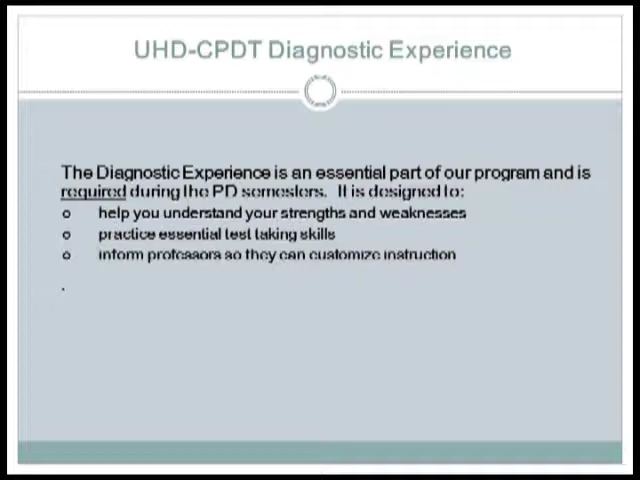 UHD-CPDT Diagnostic Experience
The Diagnostic Experience is an essential part of our program and is
required during the PD semesters. It is designed to:
o help you understand your strengths and weaknesses
o practice essential test taking skills
o inform professors so they can customize instruction
.